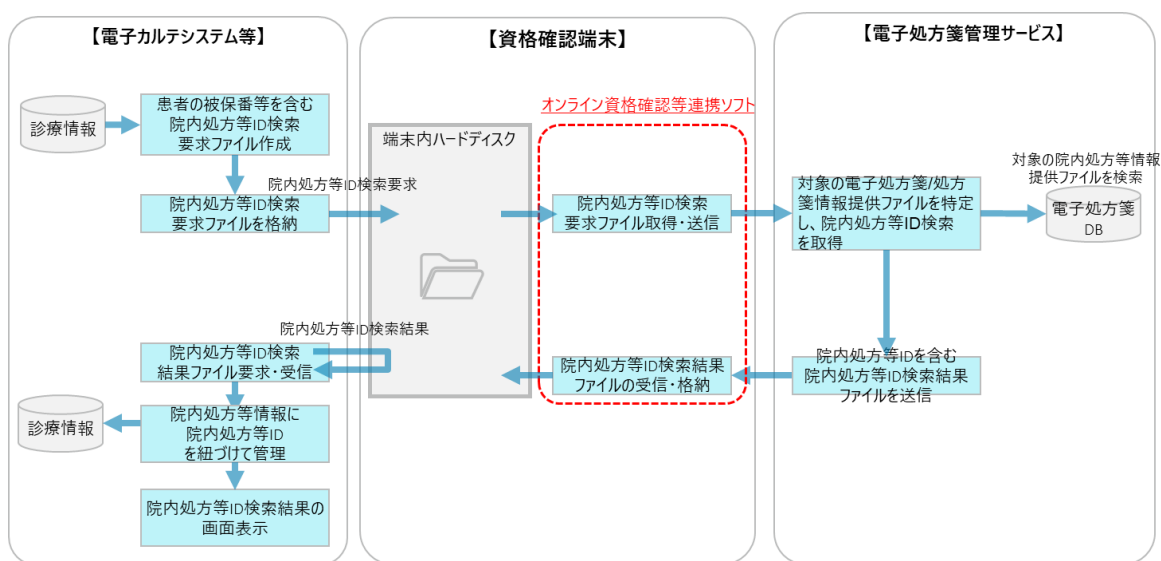 【電子カルテシステム等】
診療情報
患者の被保番等を含む
院内処方等ID検索
要求ファイル作成
院内処方等ID検索
要求ファイルを格納
院内処方等ID検索要求
院内処方等ID検索結果
院内処方等ID検索
結果ファイル要求・受信
診療情報
院内処方等情報に
院内処方等ID
を紐づけて管理
院内処方等ID検索結果の
画面表示
【資格確認端末】
端末内ハードディスク
オンライン資格確認等連携ソフト
院内処方等ID検索
要求ファイル取得・送信
院内処方等ID検索結果
ファイルの受信・格納
【電子処方箋管理サービス】
対象の電子処方箋/処方
箋情報提供ファイルを特定
し、院内処方等ID検索
を取得
対象の院内処方等情報
提供ファイルを検索
電子処方箋
DB
院内処方等IDを含む
院内処方等ID検索結果
ファイルを送信